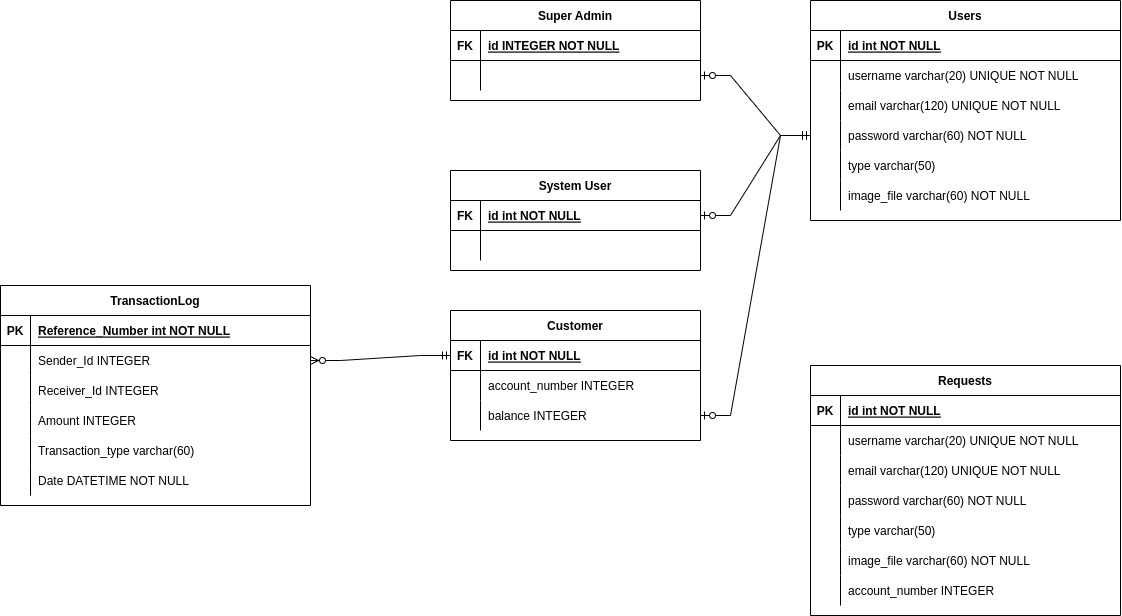 Super Admin
FK id INTEGER NOT NULL
Users
PK id int NOT NULL
username varchar(20) UNIQUE NOT NULL
email varchar(120) UNIQUE NOT NULL
password varchar(60) NOT NULL
type varchar(50)
image_file varchar(60) NOT NULL
System User
FK id int NOT NULL
TransactionLog
PK Reference_Number int NOT NULL
Sender_Id INTEGER
Receiver_Id INTEGER
Amount INTEGER
Transaction_type varchar(60)
Date DATETIME NOT NULL
Customer
FK id int NOT NULL
account_number INTEGER
balance INTEGER
Requests
PK id int NOT NULL
username varchar(20) UNIQUE NOT NULL
email varchar(120) UNIQUE NOT NULL
password varchar(60) NOT NULL
type varchar(50)
image_file varchar(60) NOT NULL
account_number INTEGER